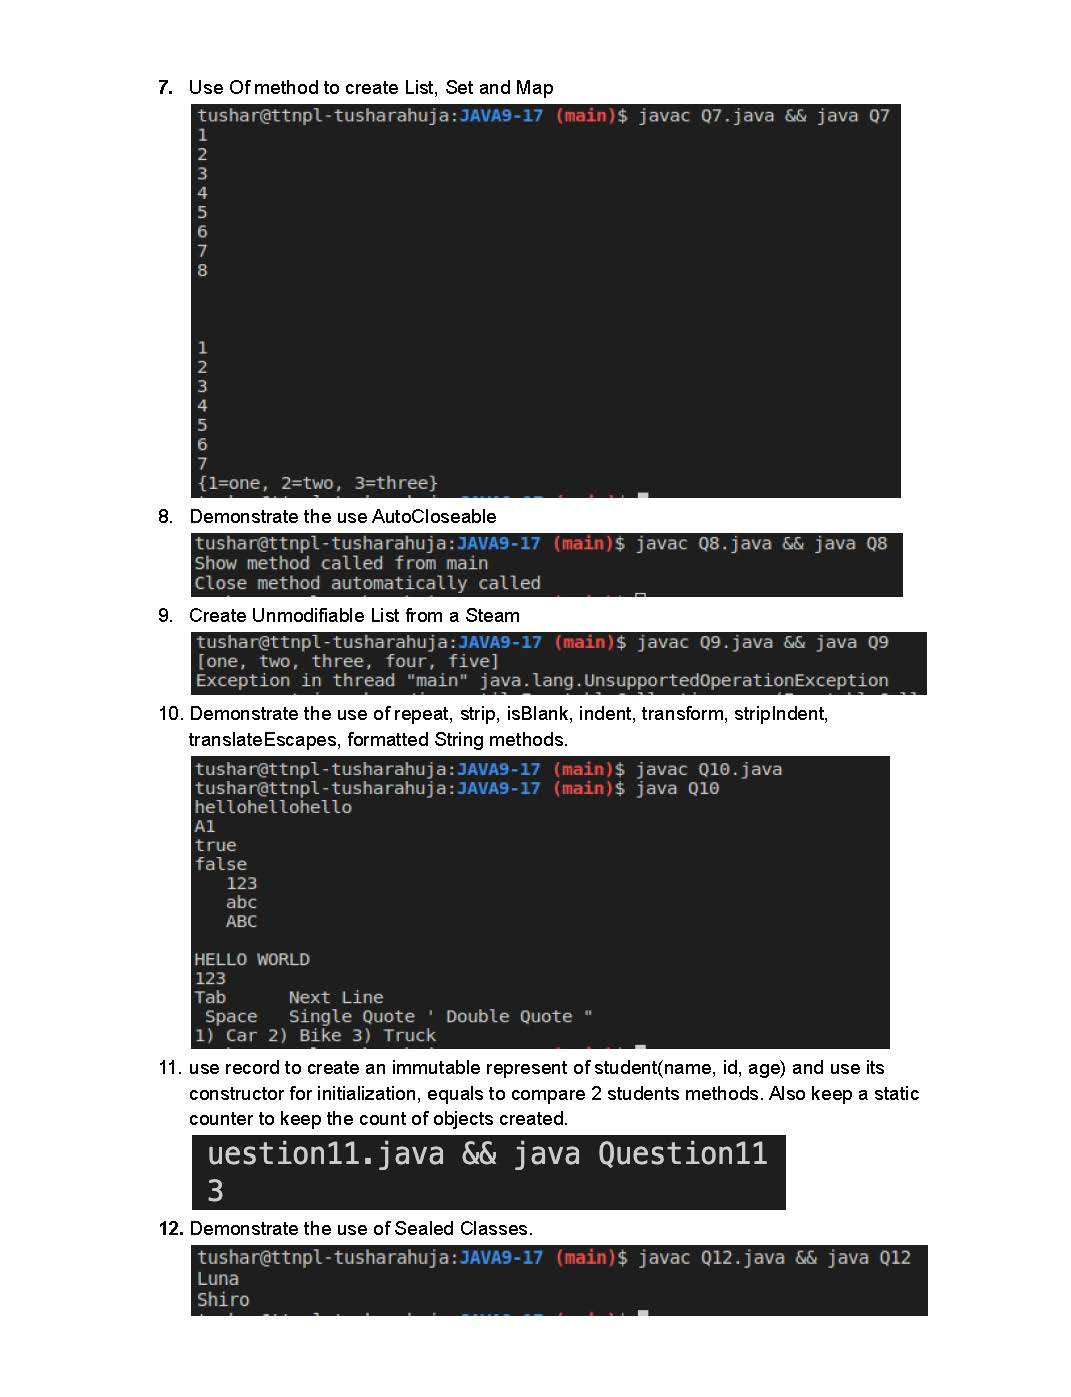 7. Use Of method to create List, Set and Map
tushar@ttnpl-tusharahuja:JAVA9-17 (main)$ javac Q7.java && java Q7
1
2
3
4
5
6
7
8
1
2
3
4
5
6
7
{1=one, 2=two, 3=three}
8. Demonstrate the use AutoCloseable
tushar@ttnpl-tusharahuja:JAVA9-17 (main)$ javac Q8.java && java Q8
Show method called from main
Close method automatically called
9. Create Unmodifiable List from a Steam
tushar@ttnpl-tusharahuja:JAVA9-17 (main)$ javac Q9.java && java Q9
[one, two, three, four, five]
Exception in thread "main" java.lang.UnsupportedOperationException
10. Demonstrate the use of repeat, strip, isBlank, indent, transform, stripIndent,
translateEscapes, formatted String methods.
tushar@ttnpl-tusharahuja:JAVA9-17 (main)$ javac Q10.java
tushar@ttnpl-tusharahuja:JAVA9-17 (main)$ java Q10
hellohellohello
A1
true
false
123
abc
ABC
HELLO WORLD
123
Tab Next Line
Space Single Quote ' Double Quote "
1) Car 2) Bike 3) Truck
11. use record to create an immutable represent of student(name, id, age) and use its
constructor for initialization, equals to compare 2 students methods. Also keep a static
counter to keep the count of objects created.
uestion11.java && java Question11
3
12. Demonstrate the use of Sealed Classes.
tushar@ttnpl-tusharahuja:JAVA9-17 (main)$ javac Q12.java && java Q12
Luna
Shiro